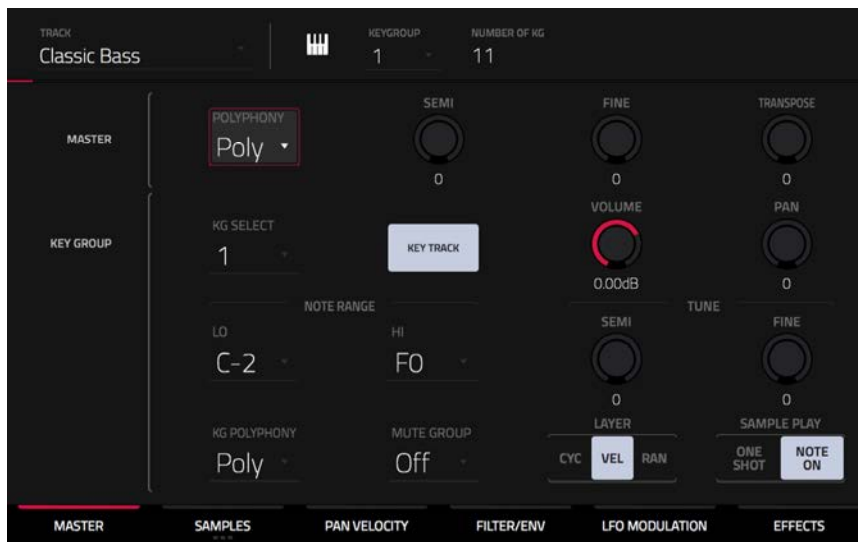 TRACK
KEYGROUP
NUMBER OF KG
Classic Bass
1
11
MASTER
POLYPHONY
Poly
SEMI
0
FINE
0
TRANSPOSE
0
KEY GROUP
KG SELECT
1
KEY TRACK
VOLUME
0.00dB
PAN
0
NOTE RANGE
TUNE
LO
C-2
HI
F0
SEMI
0
FINE
0
KG POLYPHONY
Poly
MUTE GROUP
Off
LAYER
CYC VEL RAN
SAMPLE PLAY
ONE SHOT
NOTE ON
MASTER SAMPLES PAN VELOCITY FILTER/ENV LFO MODULATION EFFECTS